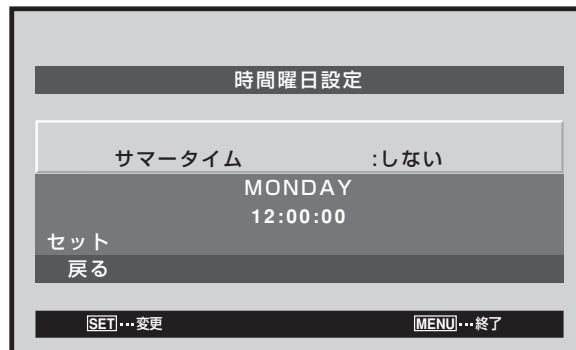 時間曜日設定
サマータイム :しない
MONDAY
12:00:00
セット
戻る
SET…変更 MENU…終了